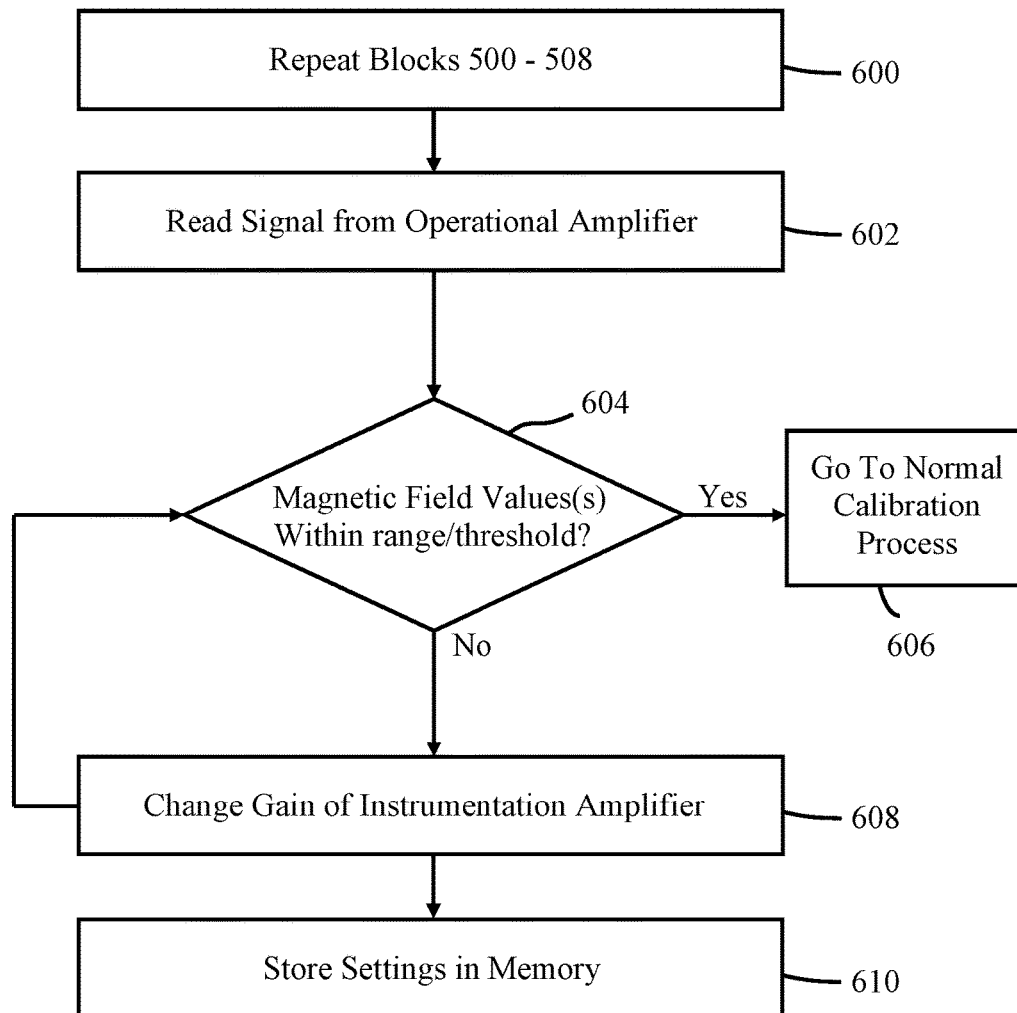 Repeat Blocks 500 - 508
600
Read Signal from Operational Amplifier
602
604
Magnetic Field Values(s)
Within range/threshold?
Yes
Go To Normal
Calibration
Process
606
No
Change Gain of Instrumentation Amplifier
608
Store Settings in Memory
610